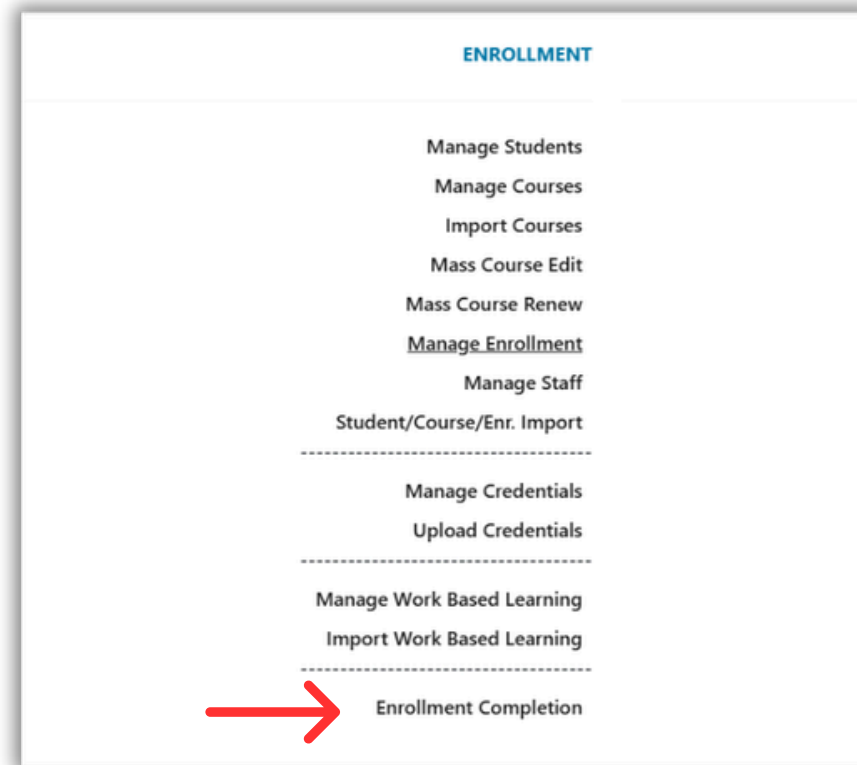 ENROLLMENT
Manage Students
Manage Courses
Import Courses
Mass Course Edit
Mass Course Renew
Manage Enrollment
Manage Staff
Student/Course/Enr. Import
Manage Credentials
Upload Credentials
Manage Work Based Learning
Import Work Based Learning
Enrollment Completion